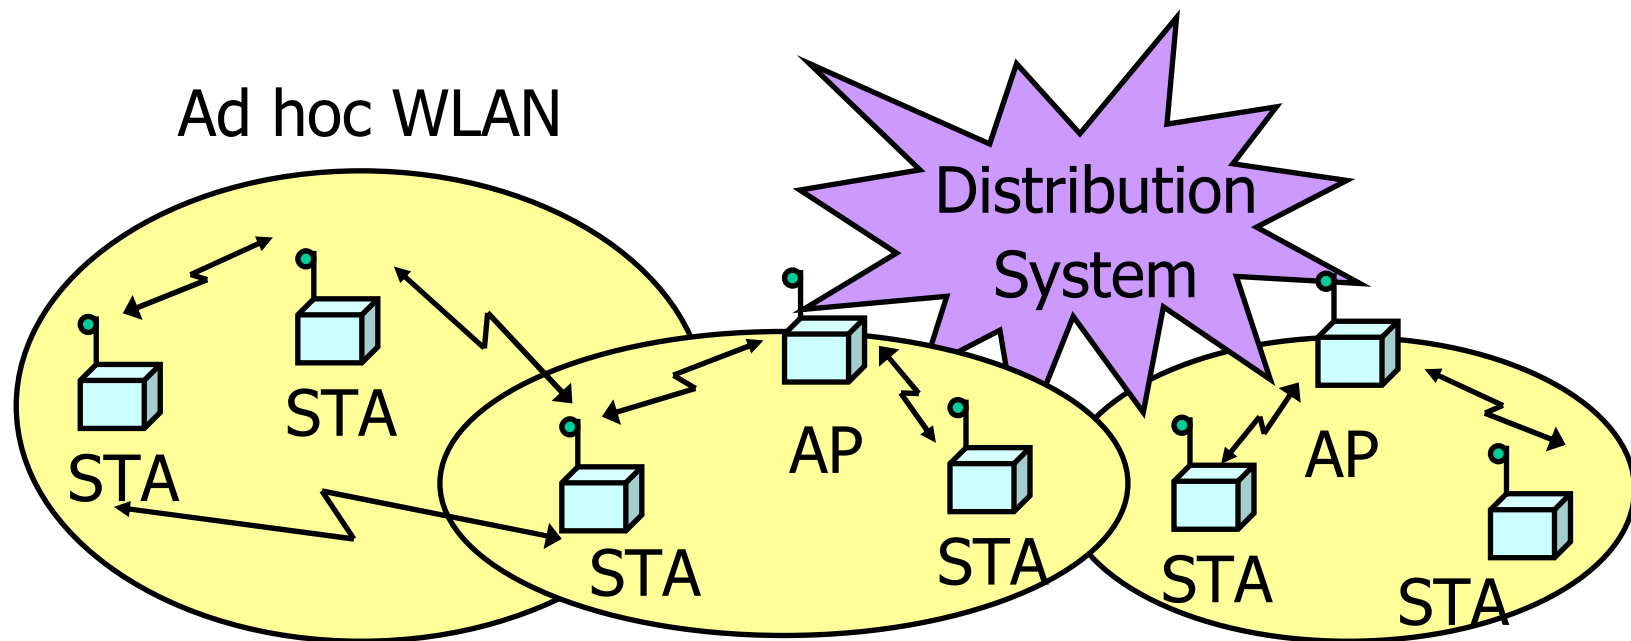 Ad hoc WLAN
Distribution
System
STA
STA
AP
AP
STA
STA
STA
STA